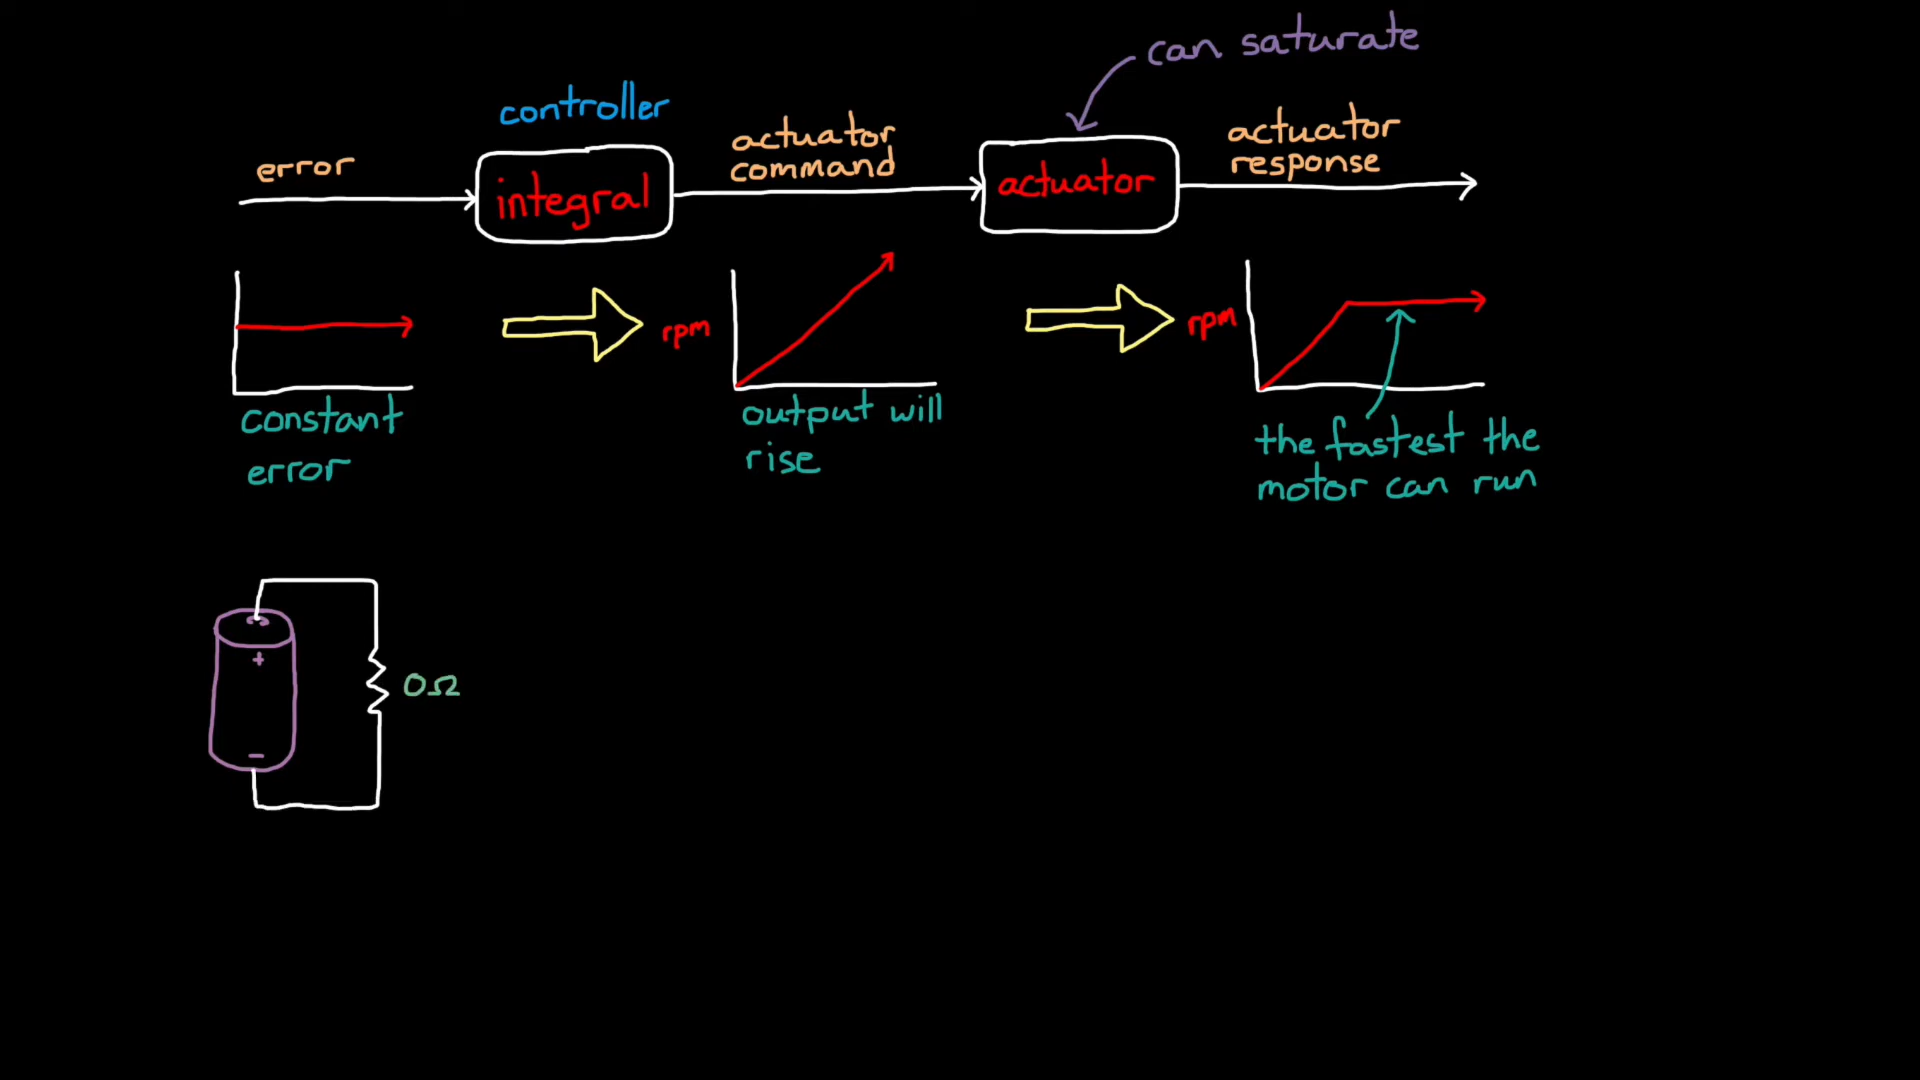 can saturate
controller
actuator
command
actuator
response
error
integral
actuator
rpm
rpm
constant
error
output will
rise
the fastest the
motor can run
+
0Ω
-